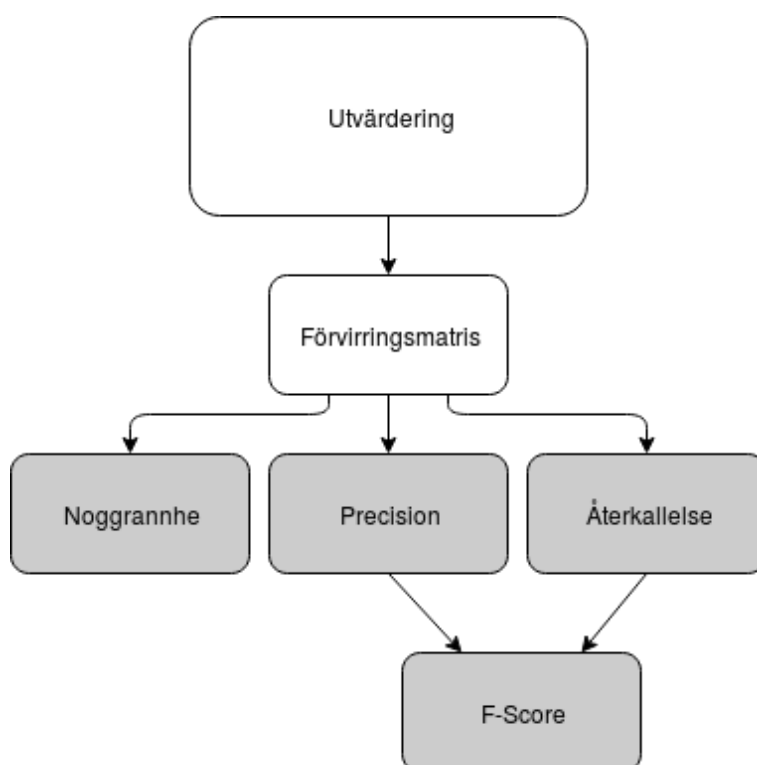 Utvärdering
Förvirringsmatris
Noggrannhe
Precision
Återkallelse
F-Score